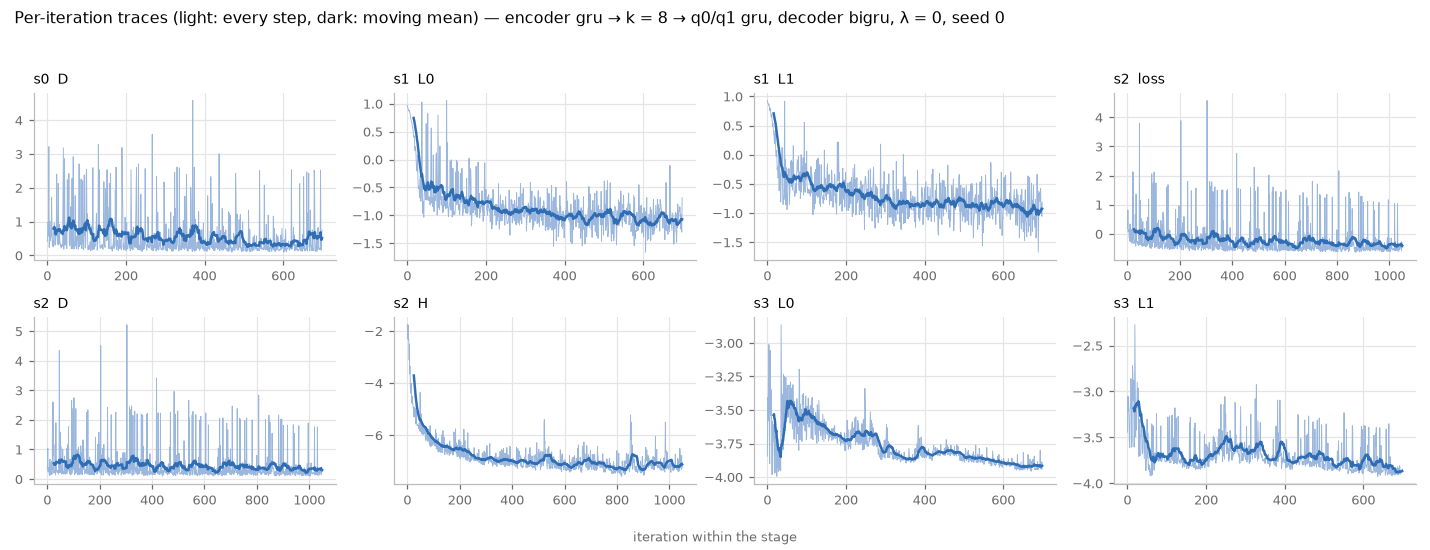 Per-iteration traces (light: every step, dark: moving mean) — encoder gru → k = 8 → q0/q1 gru, decoder bigru, λ = 0, seed 0
s0 D
4
3
2
1
0
0 200 400 600
s1 L0
1.0
0.5
0.0
−0.5
−1.0
−1.5
0 200 400 600
s1 L1
1.0
0.5
0.0
−0.5
−1.0
−1.5
0 200 400 600
s2 loss
4
3
2
1
0
0 200 400 600 800 1000
s2 D
5
4
3
2
1
0
0 200 400 600 800 1000
s2 H
−2
−4
−6
0 200 400 600 800 1000
s3 L0
−3.00
−3.25
−3.50
−3.75
−4.00
0 200 400 600
s3 L1
−2.5
−3.0
−3.5
−4.0
0 200 400 600
iteration within the stage